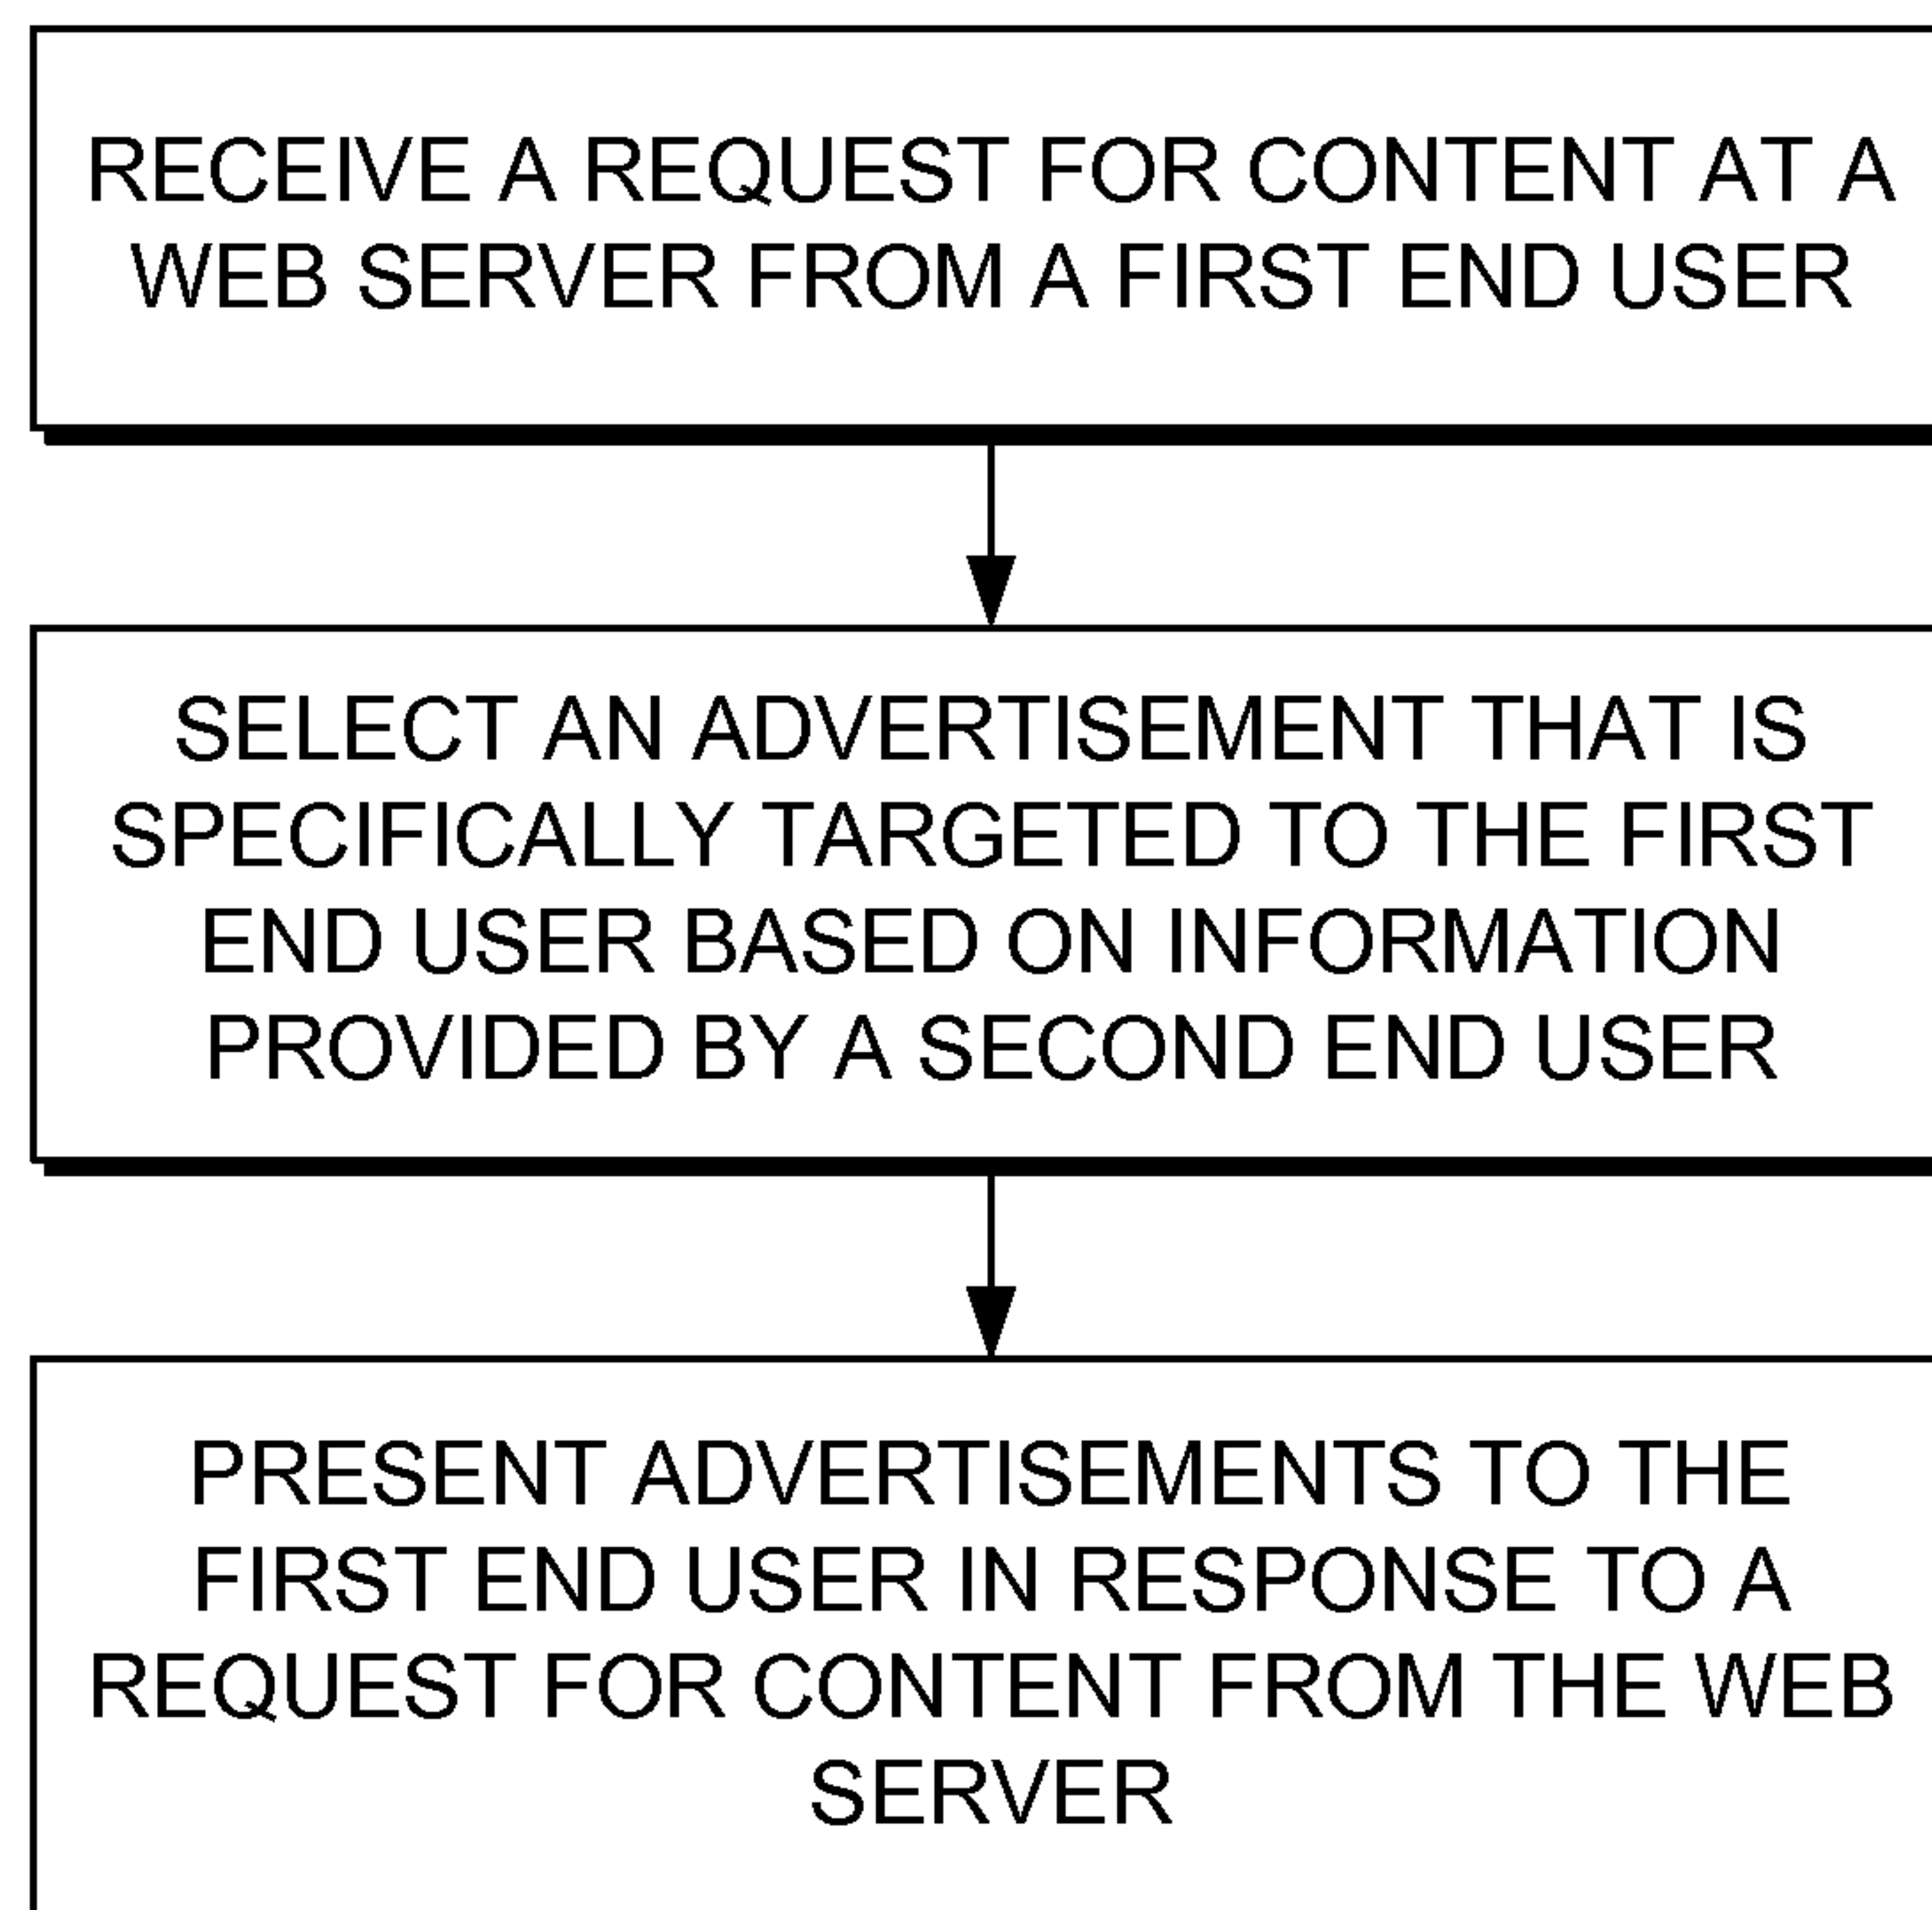 RECEIVE A REQUEST FOR CONTENT AT A
WEB SERVER FROM A FIRST END USER
SELECT AN ADVERTISEMENT THAT IS
SPECIFICALLY TARGETED TO THE FIRST
END USER BASED ON INFORMATION
PROVIDED BY A SECOND END USER
PRESENT ADVERTISEMENTS TO THE
FIRST END USER IN RESPONSE TO A
REQUEST FOR CONTENT FROM THE WEB
SERVER